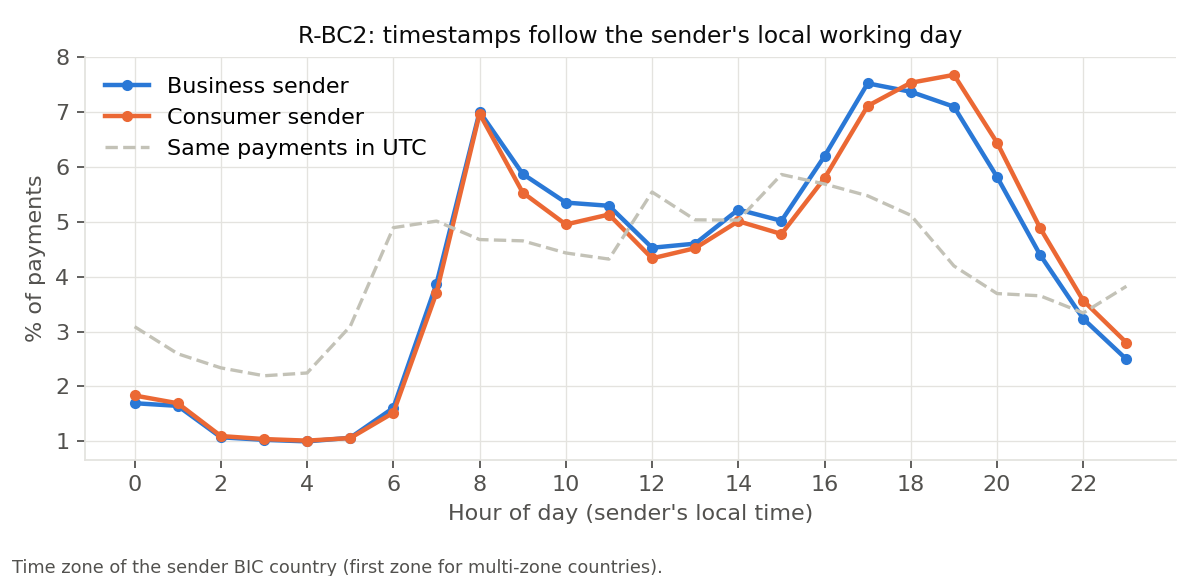 R-BC2: timestamps follow the sender's local working day
Business sender
Consumer sender
Same payments in UTC
% of payments
8
7
6
5
4
3
2
1
0 2 4 6 8 10 12 14 16 18 20 22
Hour of day (sender's local time)
Time zone of the sender BIC country (first zone for multi-zone countries).